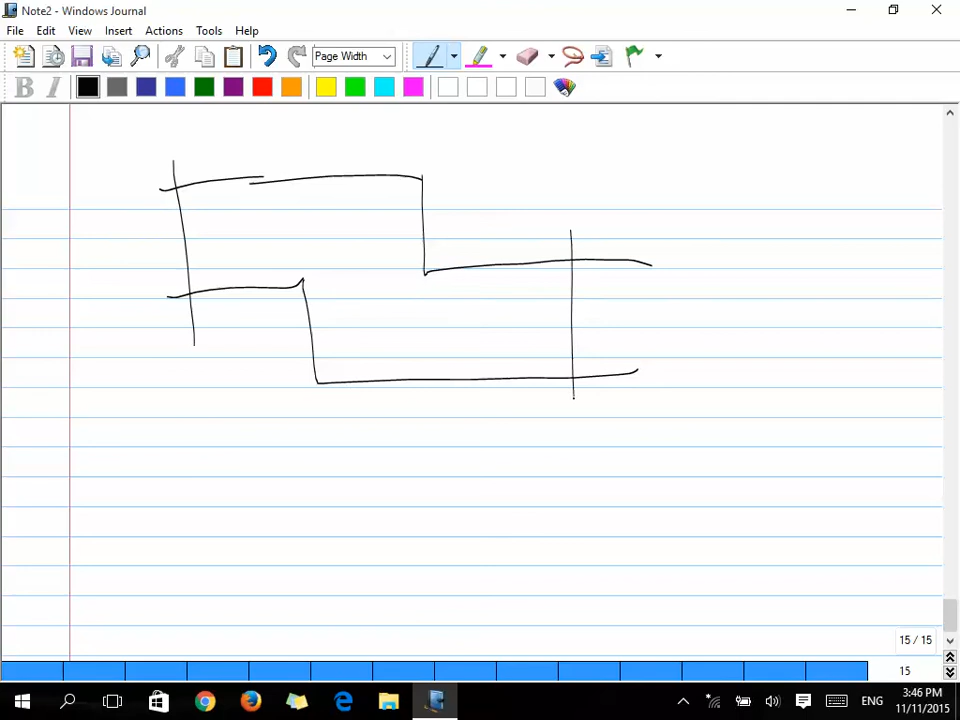 Note2 - Windows Journal
File Edit View Insert Actions Tools Help
Page Width
B I
15 / 15
15
ENG
3:46 PM
11/11/2015